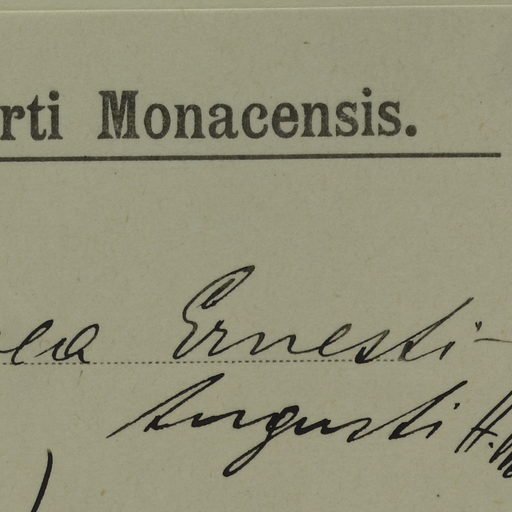 rti Monacensis.
Ernesti-
Augusti H.